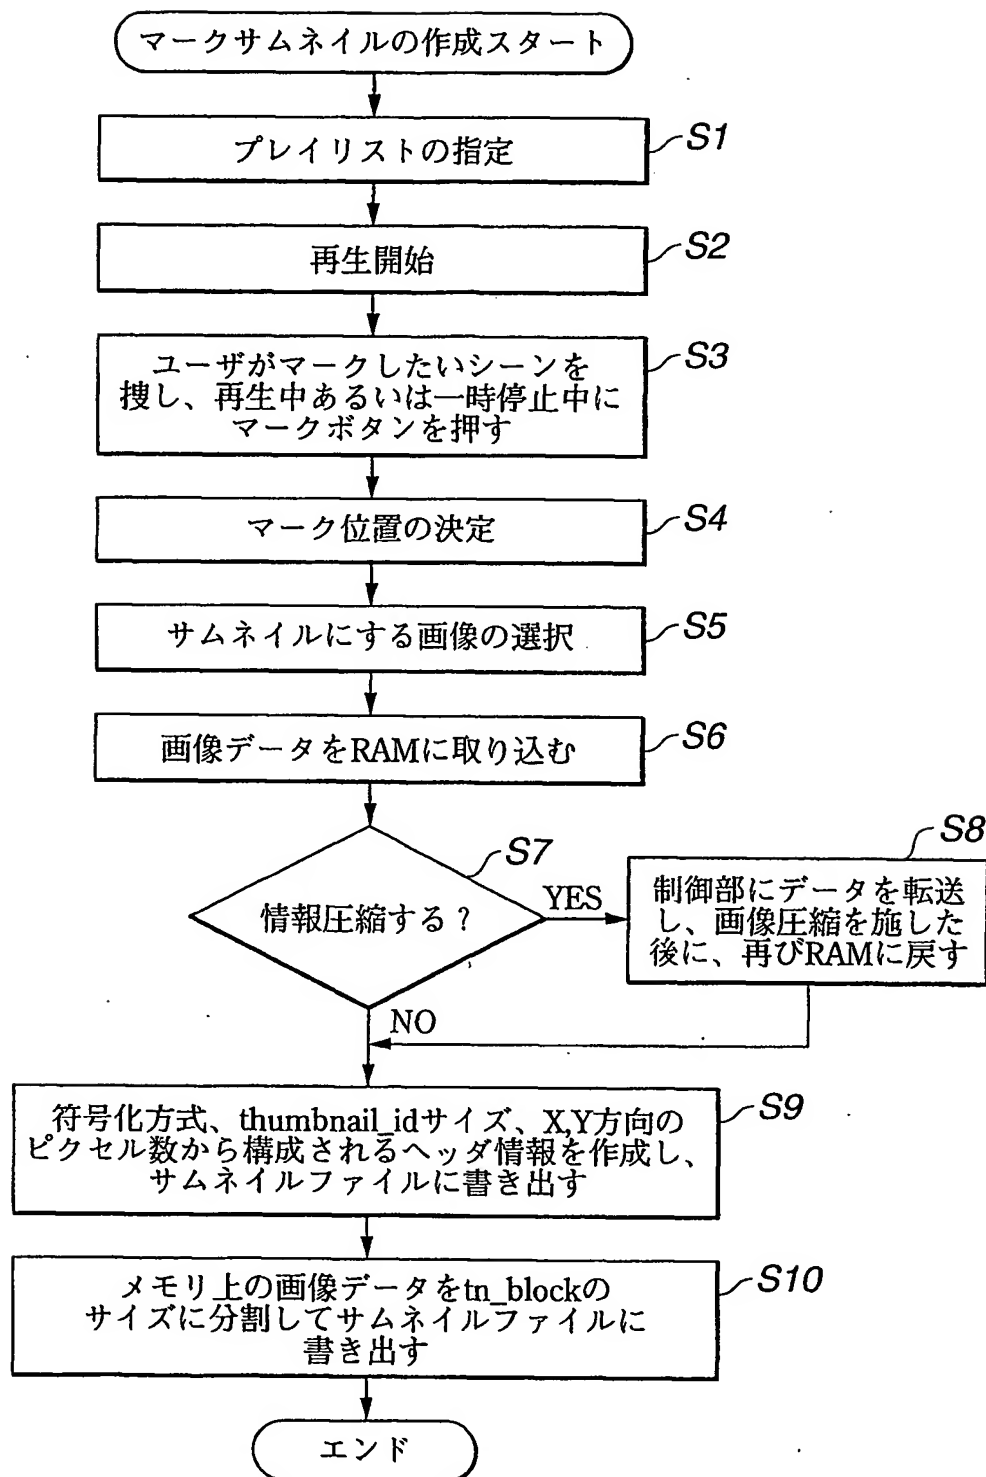 マークサムネイルの作成スタート
プレイリストの指定
S1
再生開始
S2
ユーザがマークしたいシーンを
捜し、再生中あるいは一時停止中に
マークボタンを押す
S3
マーク位置の決定
S4
サムネイルにする画像の選択
S5
画像データをRAMに取り込む
S6
情報圧縮する?
S7
YES
制御部にデータを転送
し、画像圧縮を施した
後に、再びRAMに戻す
S8
NO
符号化方式、thumbnail_idサイズ、X,Y方向の
ピクセル数から構成されるヘッダ情報を作成し、
サムネイルファイルに書き出す
S9
メモリ上の画像データをtn_blockの
サイズに分割してサムネイルファイルに
書き出す
S10
エンド